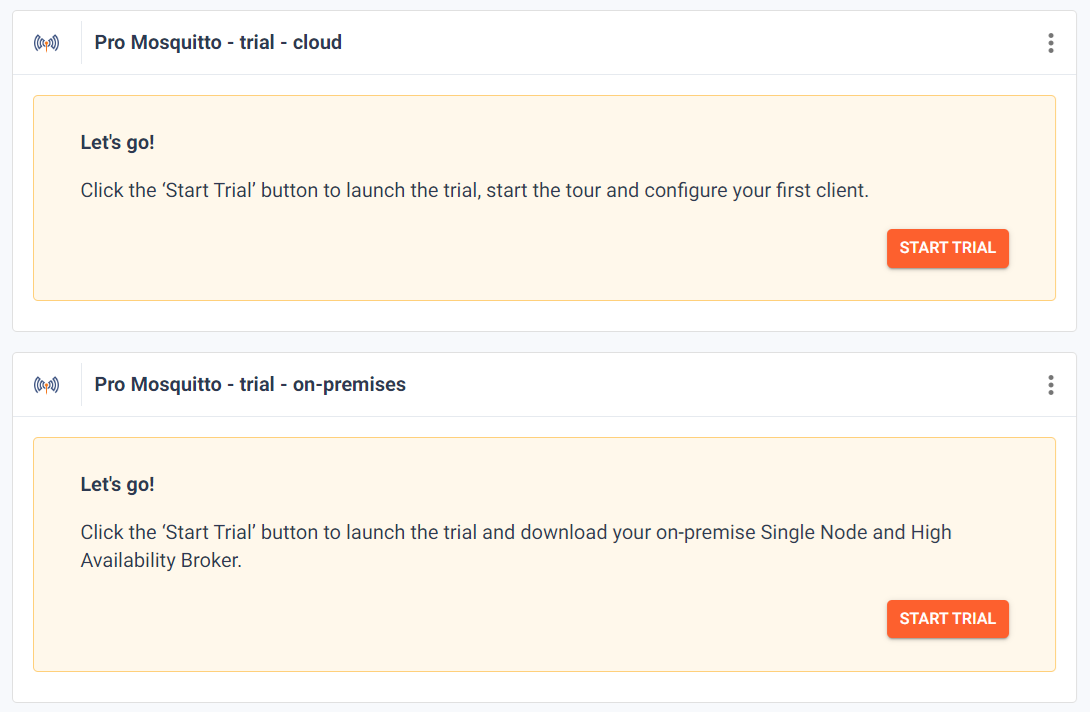 Pro Mosquitto - trial - cloud
Let's go!
Click the ‘Start Trial’ button to launch the trial, start the tour and configure your first client.
START TRIAL
Pro Mosquitto - trial - on-premises
Let's go!
Click the ‘Start Trial’ button to launch the trial and download your on-premise Single Node and High
Availability Broker.
START TRIAL